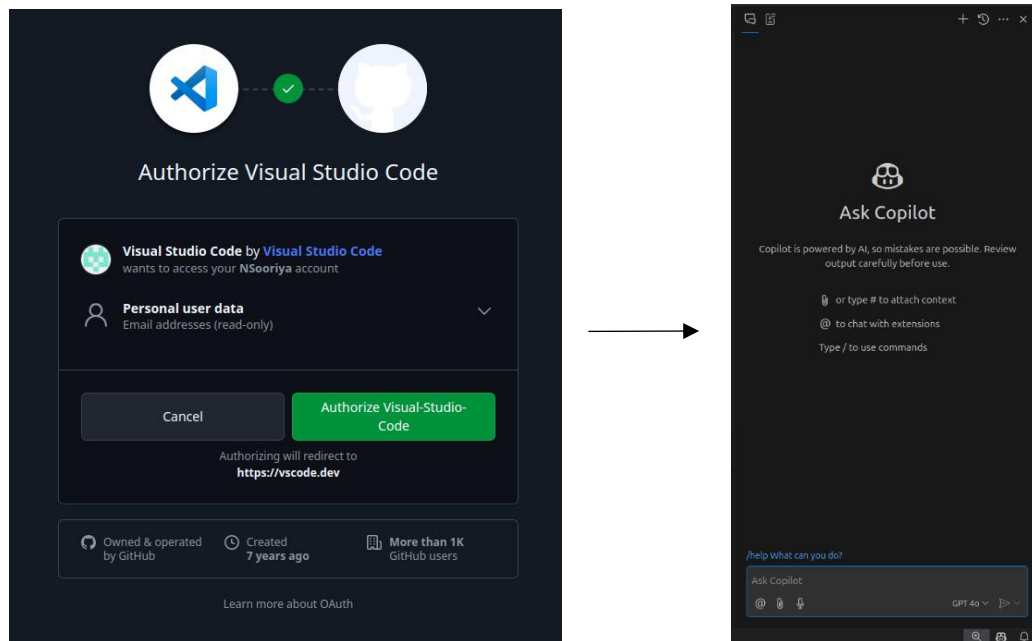 Authorize Visual Studio Code
Visual Studio Code by Visual Studio Code
wants to access your NSooriya account
Personal user data
Email addresses (read-only)
Cancel
Authorize Visual-Studio-
Code
Authorizing will redirect to
https://vscode.dev
Owned & operated
by GitHub
Created
7 years ago
More than 1K
GitHub users
Learn more about OAuth
Ask Copilot
Copilot is powered by AI, so mistakes are possible. Review
output carefully before use.
or type # to attach context
@ to chat with extensions
Type / to use commands
/help What can you do?
Ask Copilot
@
GPT 4o